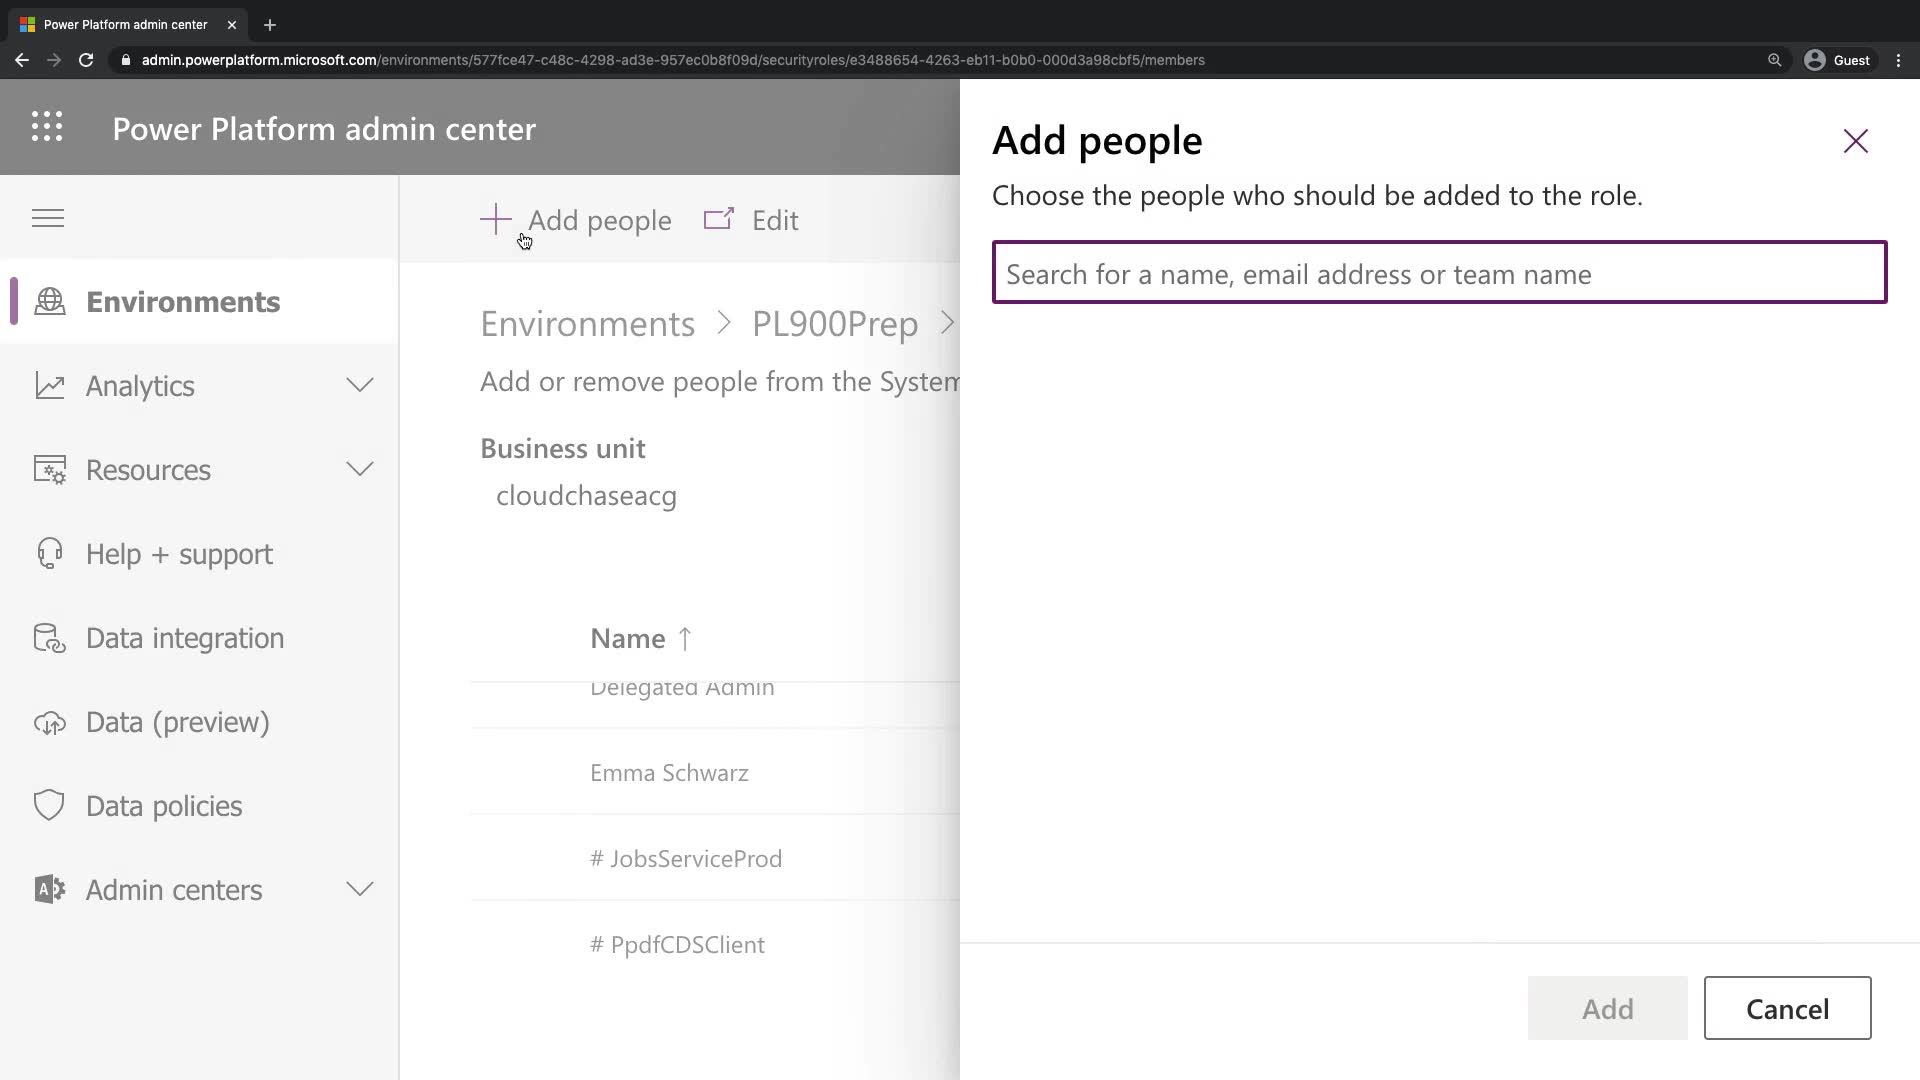 Power Platform admin center
admin.powerplatform.microsoft.com/environments/577fce47-c48c-4298-ad3e-957ec0b8f09d/securityroles/e3488654-4263-eb11-b0b0-000d3a98cbf5/members
Guest
Power Platform admin center
Environments
Analytics
Resources
Help + support
Data integration
Data (preview)
Data policies
Admin centers
Add people
Edit
Environments > PL900Prep >
Add or remove people from the System
Business unit
cloudchaseacg
Name ↑
Delegated Admin
Emma Schwarz
# JobsServiceProd
# PpdfCDSClient
Add people
Choose the people who should be added to the role.
Search for a name, email address or team name
Add
Cancel